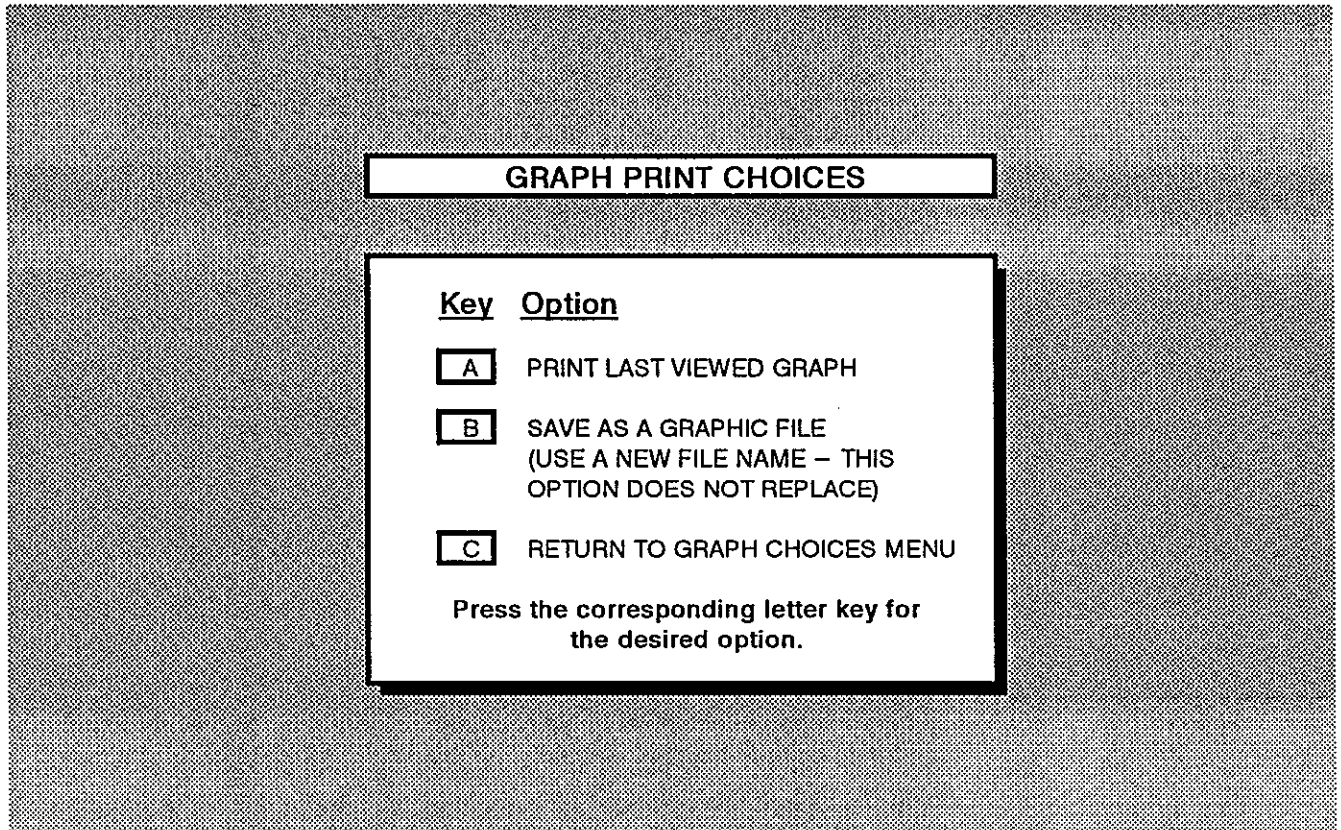 GRAPH PRINT CHOICES
Key Option
A PRINT LAST VIEWED GRAPH
B SAVE AS A GRAPHIC FILE
(USE A NEW FILE NAME – THIS
OPTION DOES NOT REPLACE)
C RETURN TO GRAPH CHOICES MENU
Press the corresponding letter key for
the desired option.